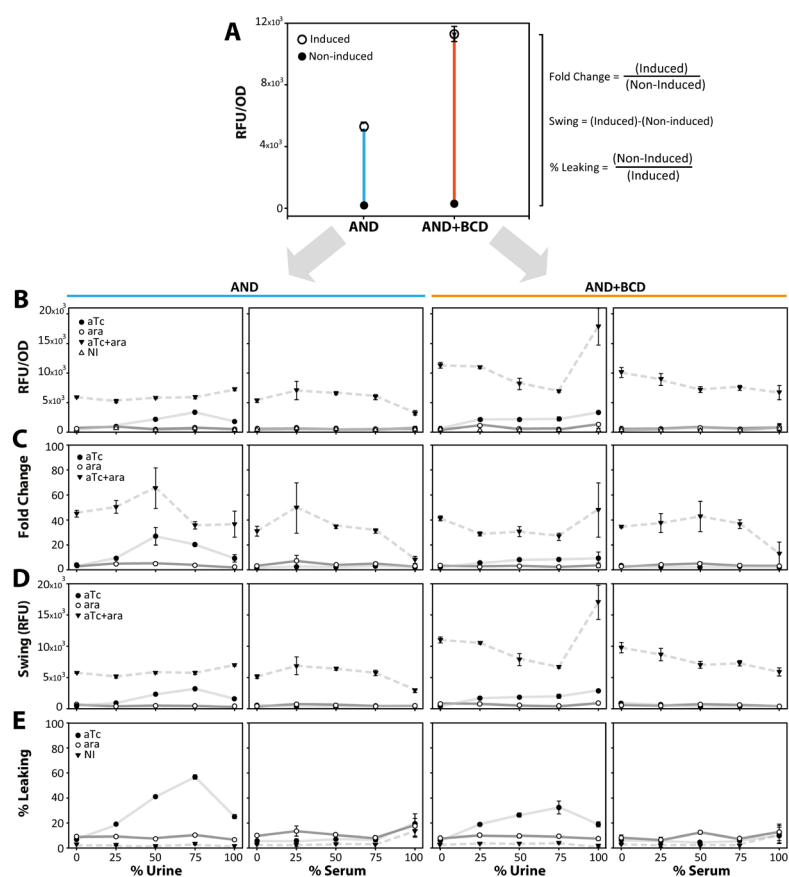 A
12x10³
8x10³
4x10³
0
RFU/OD
Induced
Non-induced
AND
AND+BCD
Fold Change = (Induced)
(Non-Induced)
Swing = (Induced)-(Non-induced)
% Leaking = (Non-Induced)
(Induced)
AND
AND+BCD
B
20x10³
15x10³
10x10³
5x10³
0
RFU/OD
aTc
ara
aTc+ara
NI
C
100
80
60
40
20
0
Fold Change
aTc
ara
aTc+ara
D
20x10³
15x10³
10x10³
5x10³
0
Swing (RFU)
aTc
ara
aTc+ara
E
100
80
60
40
20
0
% Leaking
aTc
ara
NI
0 25 50 75 100
0 25 50 75 100
0 25 50 75 100
0 25 50 75 100
% Urine
% Serum
% Urine
% Serum